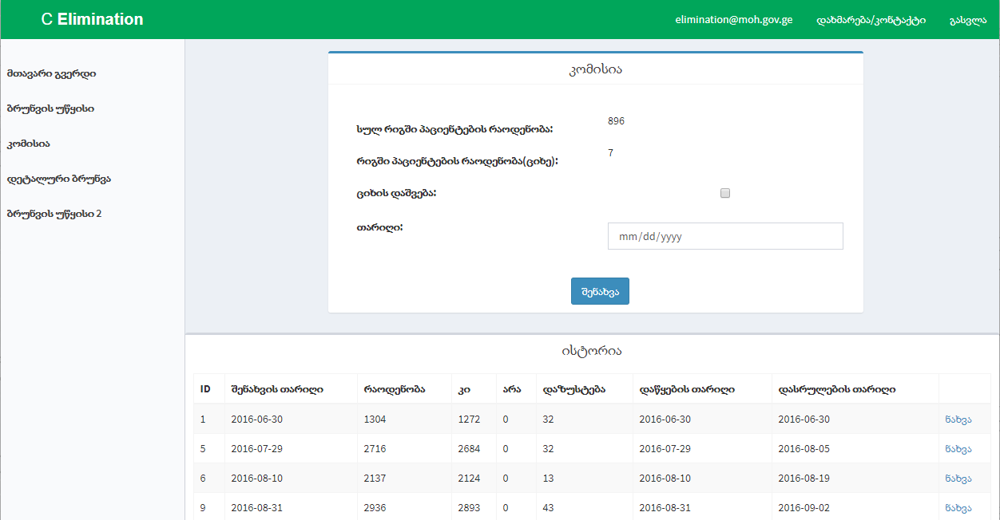 C Elimination
elimination@moh.gov.ge დახმარება/კონტაქტი გასვლა
მთავარი გვერდი
ბრუნვის უწყისი
კომისია
დეტალური ბრუნვა
ბრუნვის უწყისი 2
კომისია
სულ რიგში პაციენტების რაოდენობა: 896
რიგში პაციენტების რაოდენობა(ციხე): 7
ციხის დაშვება:
თარიღი: mm/dd/yyyy
შენახვა
ისტორია
ID შენახვის თარიღი რაოდენობა კი არა დაზუსტება დაწყების თარიღი დასრულების თარიღი
1 2016-06-30 1304 1272 0 32 2016-06-30 2016-06-30 ნახვა
5 2016-07-29 2716 2684 0 32 2016-07-29 2016-08-05 ნახვა
6 2016-08-10 2137 2124 0 13 2016-08-10 2016-08-19 ნახვა
9 2016-08-31 2936 2893 0 43 2016-08-31 2016-09-02 ნახვა